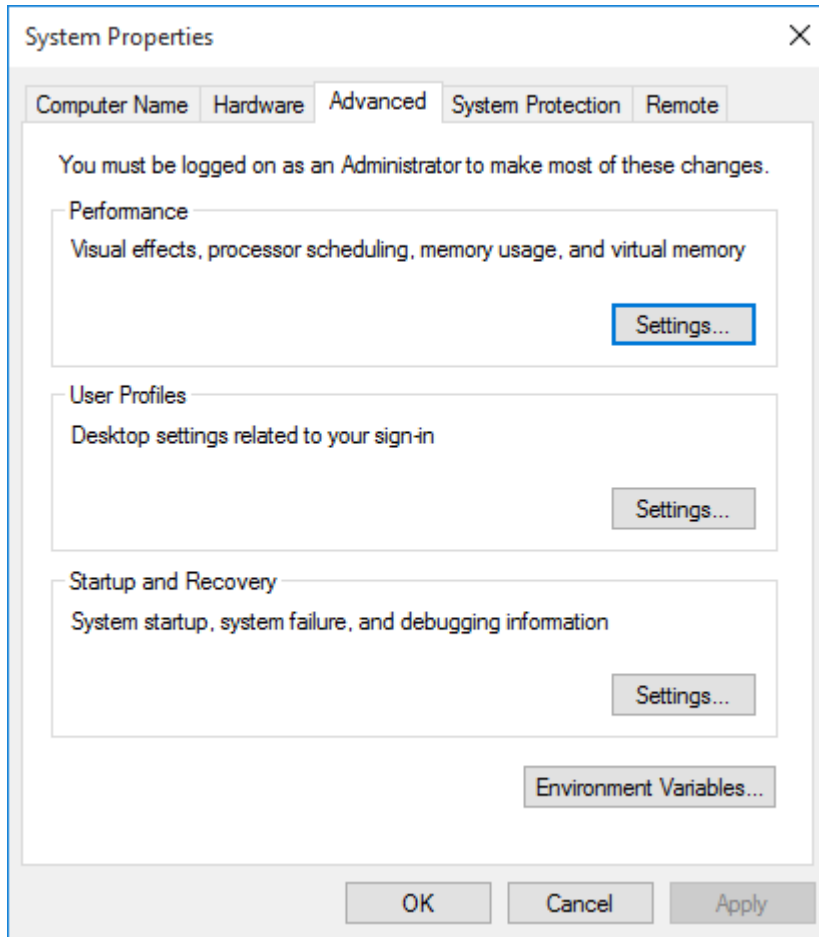 System Properties
Computer Name Hardware Advanced System Protection Remote
You must be logged on as an Administrator to make most of these changes.
Performance
Visual effects, processor scheduling, memory usage, and virtual memory
Settings...
User Profiles
Desktop settings related to your sign-in
Settings...
Startup and Recovery
System startup, system failure, and debugging information
Settings...
Environment Variables...
OK Cancel Apply